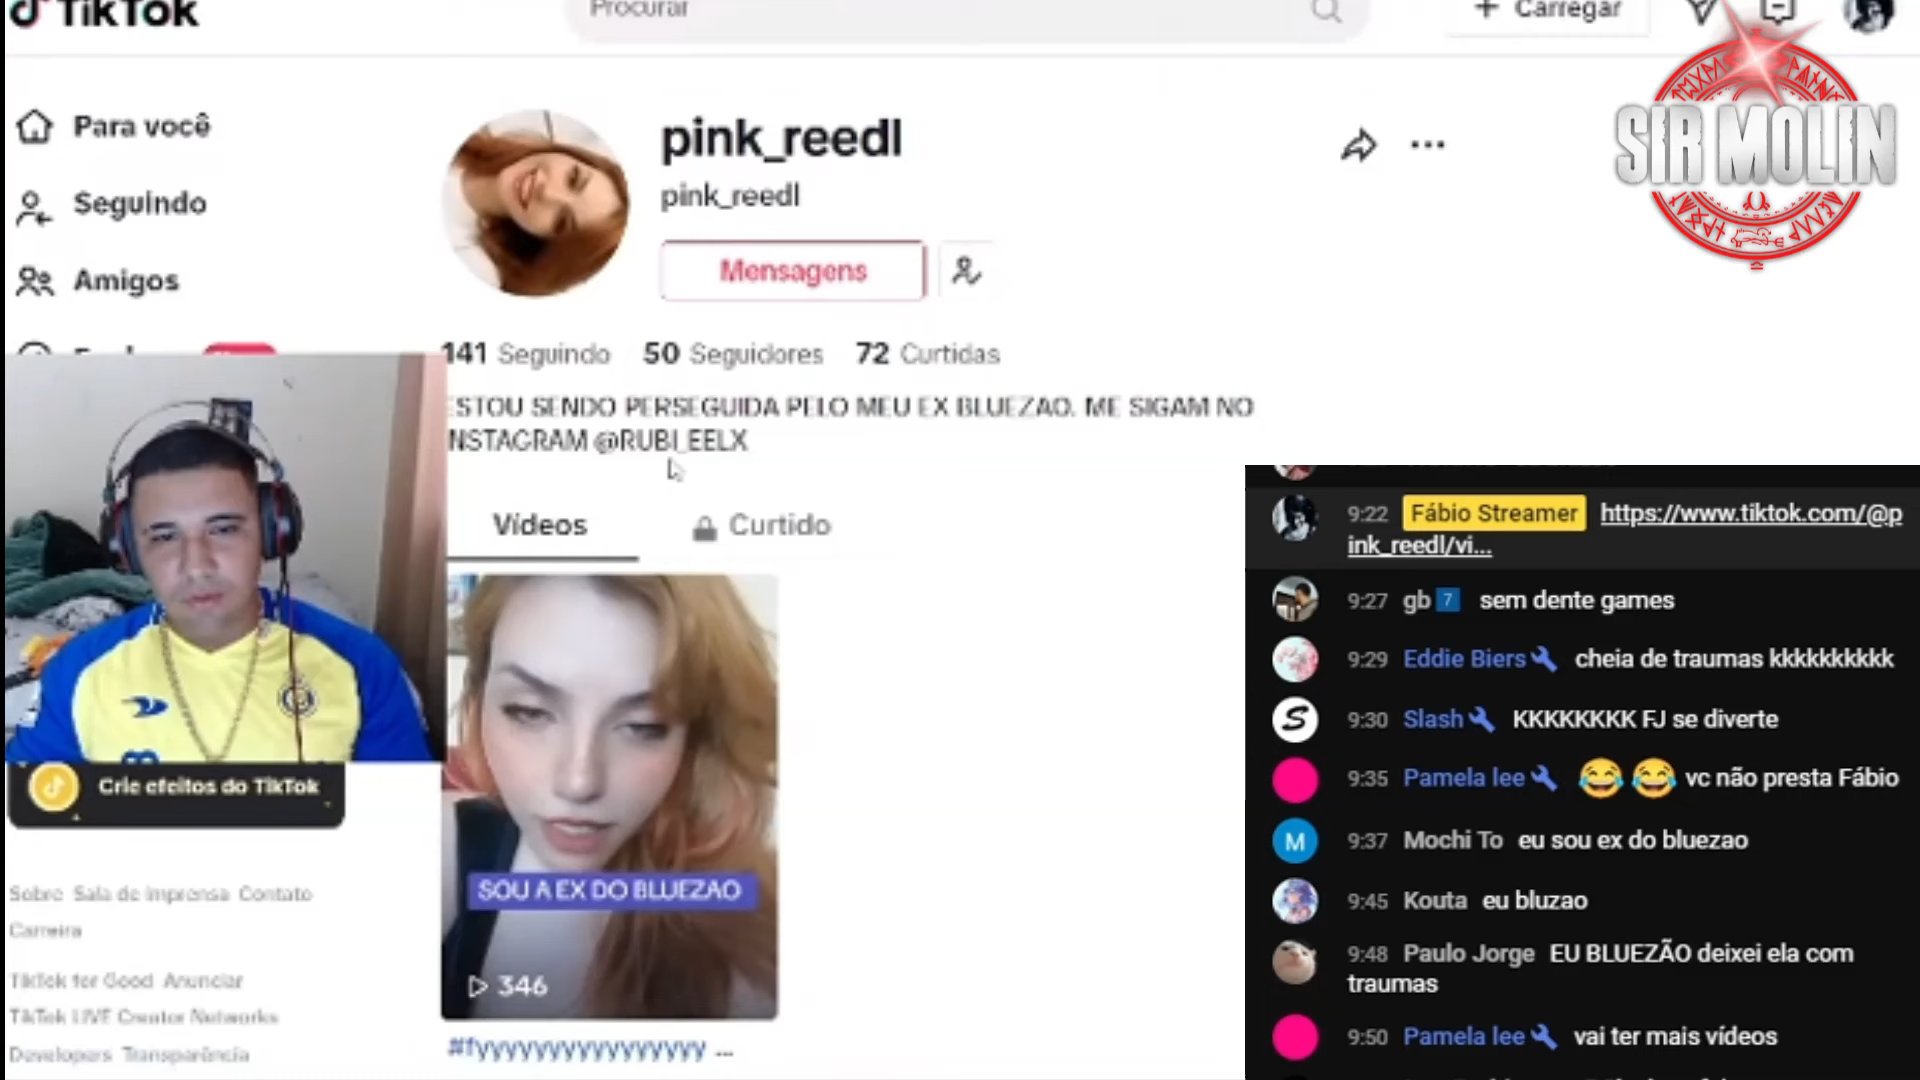 TikTok
Procurar
+ Carregar
SIR MOLIN
Para você
Seguindo
Amigos
pink_reedl
pink_reedl
Mensagens
141 Seguindo 50 Seguidores 72 Curtidas
STOU SENDO PERSEGUIDA PELO MEU EX BLUEZAO. ME SIGAM NO
NSTAGRAM @RUBI_EELX
Vídeos Curtido
SOU A EX DO BLUEZAO
346
#fyyyyyyyyyyyyyyyyy ...
Crie efeitos do TikTok
Sobre Sala de Imprensa Contato
Carreira
TikTok for Good Anunciar
TikTok LIVE Creator Networks
Developers Transparência
9:22 Fábio Streamer https://www.tiktok.com/@p
ink_reedl/vi...
9:27 gb 7 sem dente games
9:29 Eddie Biers cheia de traumas kkkkkkkkkk
9:30 Slash KKKKKKKK FJ se diverte
9:35 Pamela lee 😂 😂 vc não presta Fábio
M
9:37 Mochi To eu sou ex do bluezao
9:45 Kouta eu bluzao
9:48 Paulo Jorge EU BLUEZÃO deixei ela com
traumas
9:50 Pamela lee vai ter mais vídeos